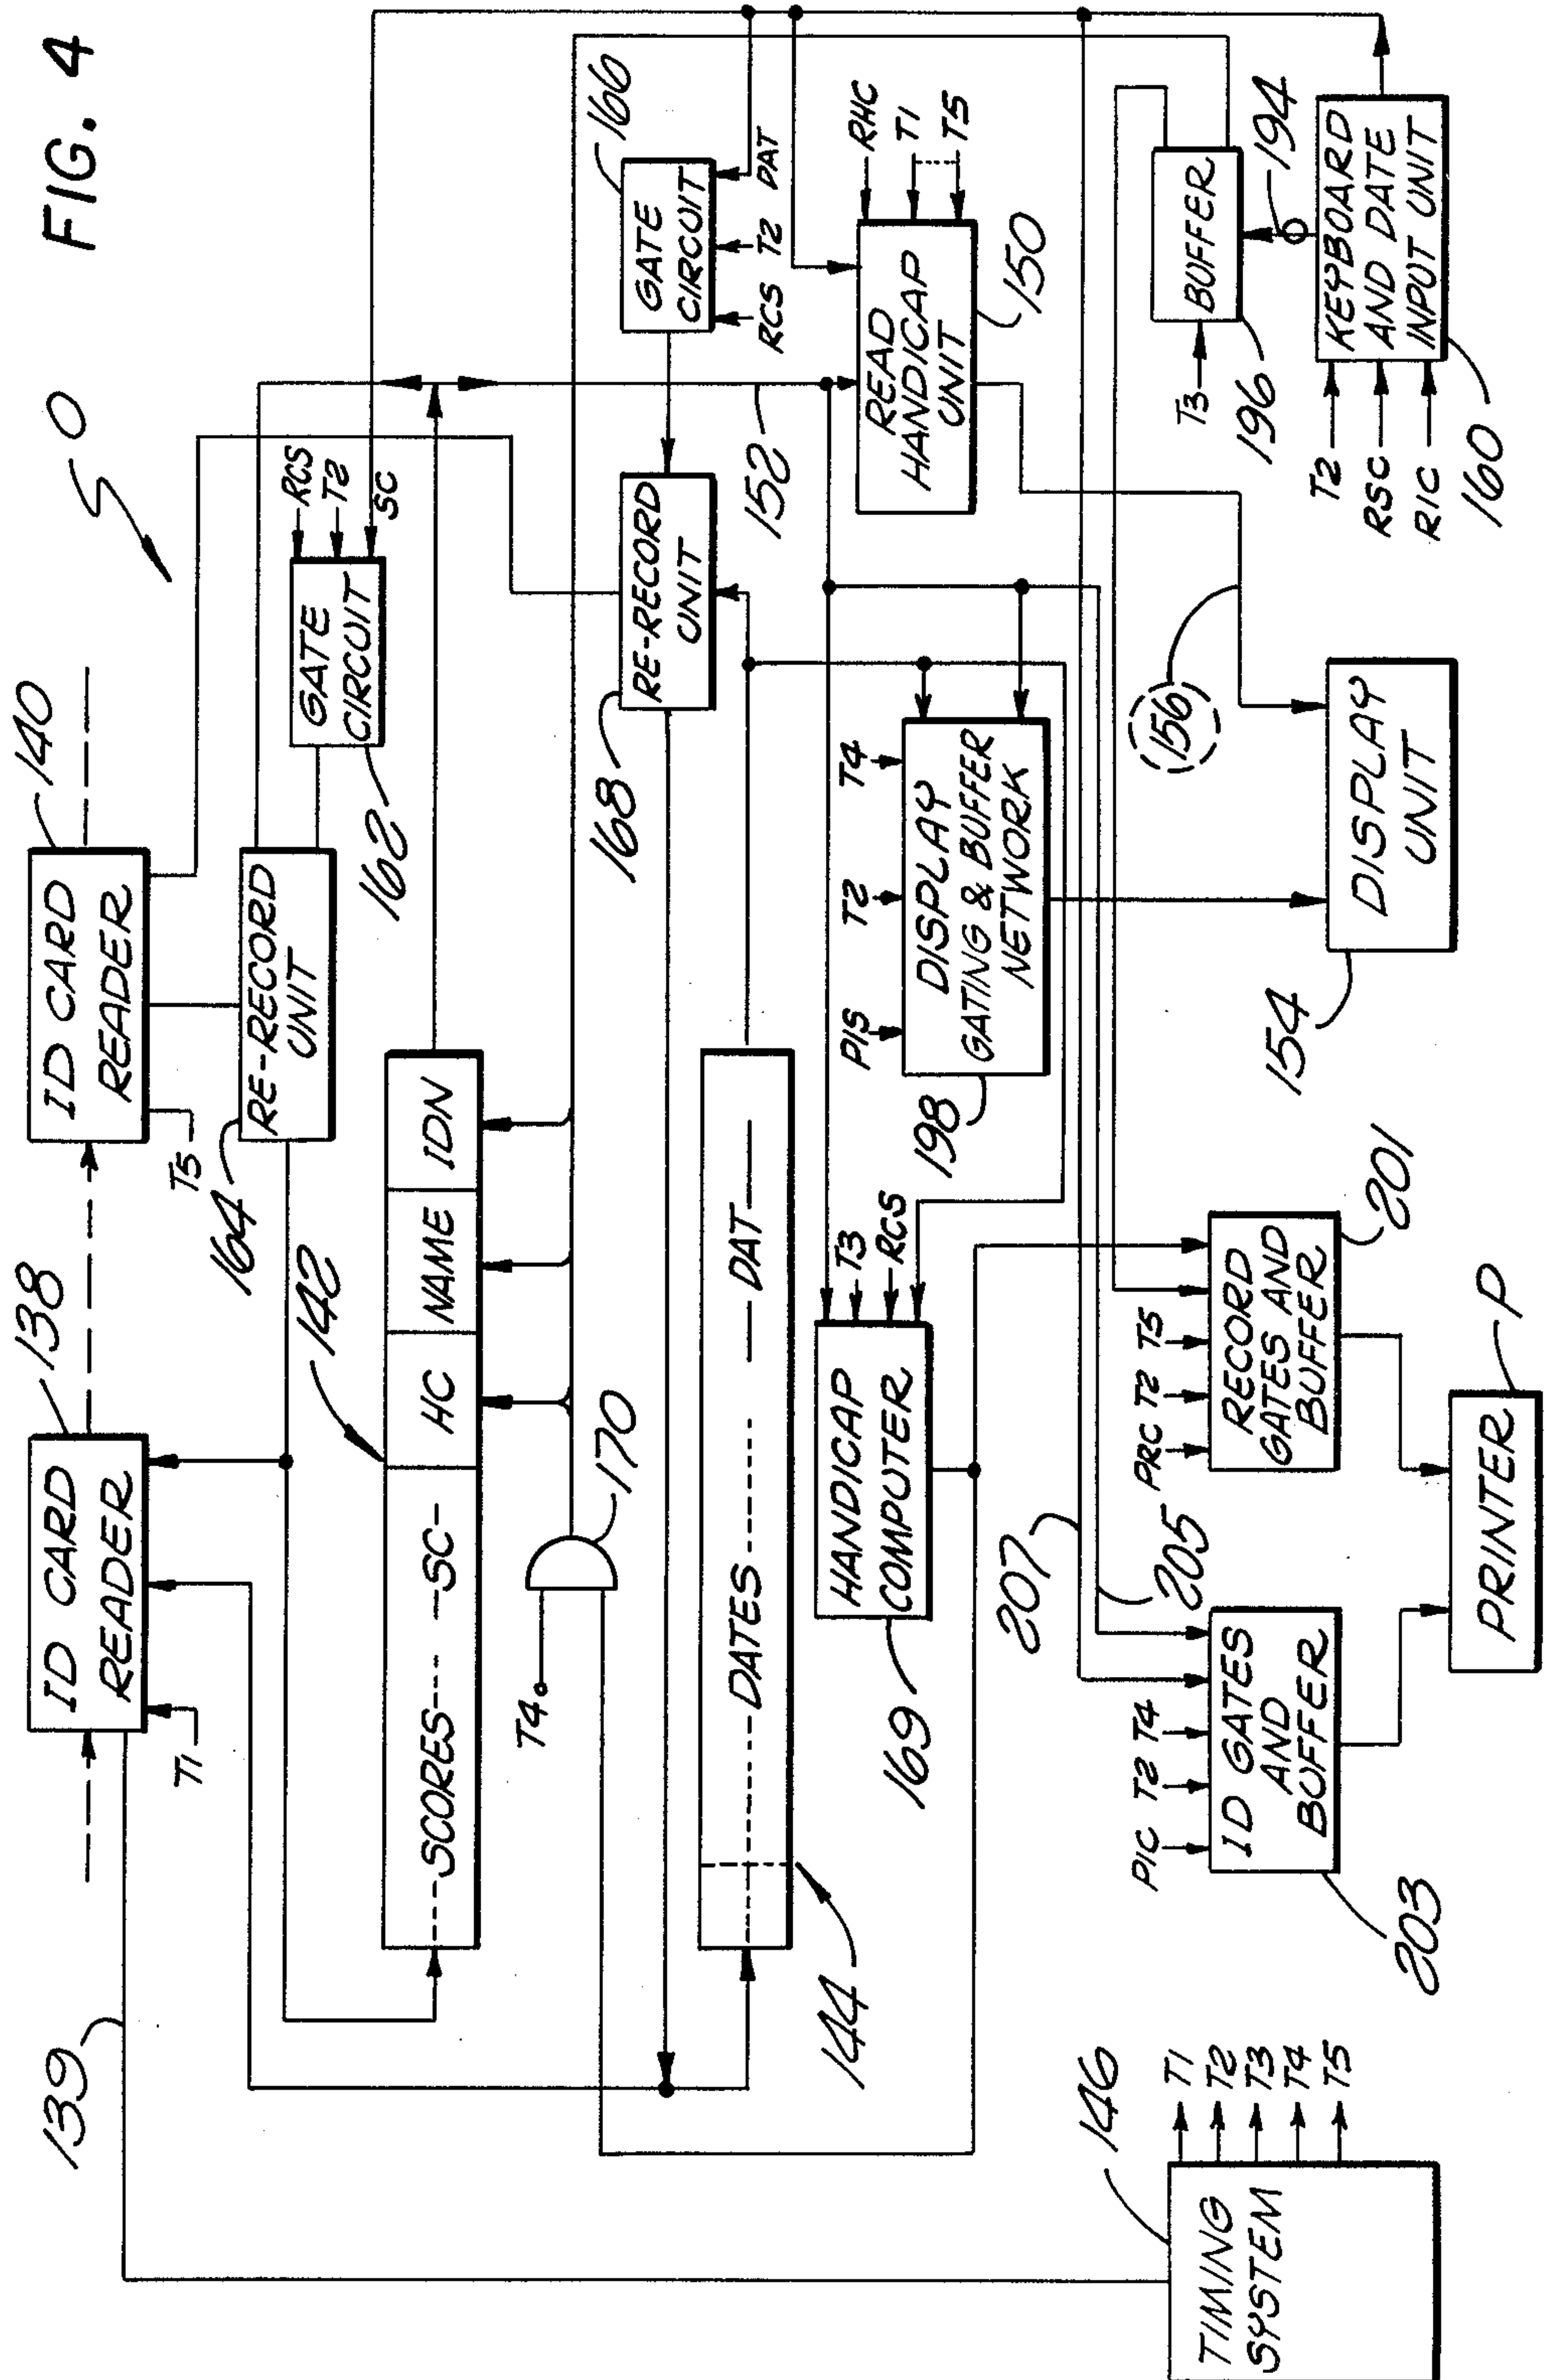 FIG. 4
O
139
138
140
ID CARD
READER
T1
ID CARD
READER
T5
164
RE-RECORD
UNIT
162
GATE
CIRCUIT
RCS
T2
SC
142
---SCORES--- -SC-
HC
NAME
IDN
T4
170
168
RE-RECORD
UNIT
166
GATE
CIRCUIT
RCS
T2
DAT
152
144
---DATES------ --- DAT---
169
HANDICAP
COMPUTER
T3
RCS
PIS
T2
T4
DISPLAY
GATING & BUFFER
NETWORK
198
READ
HANDICAP
UNIT
RHC
T1
T5
150
207
205
156
T3
BUFFER
196
194
146
TIMING
SYSTEM
T1
T2
T3
T4
T5
PIC
T2
T4
ID GATES
AND
BUFFER
203
PRC
T2
T5
RECORD
GATES AND
BUFFER
201
154
DISPLAY
UNIT
T2
RSC
RIC
KEYBOARD
AND DATE
INPUT UNIT
160
PRINTER
P